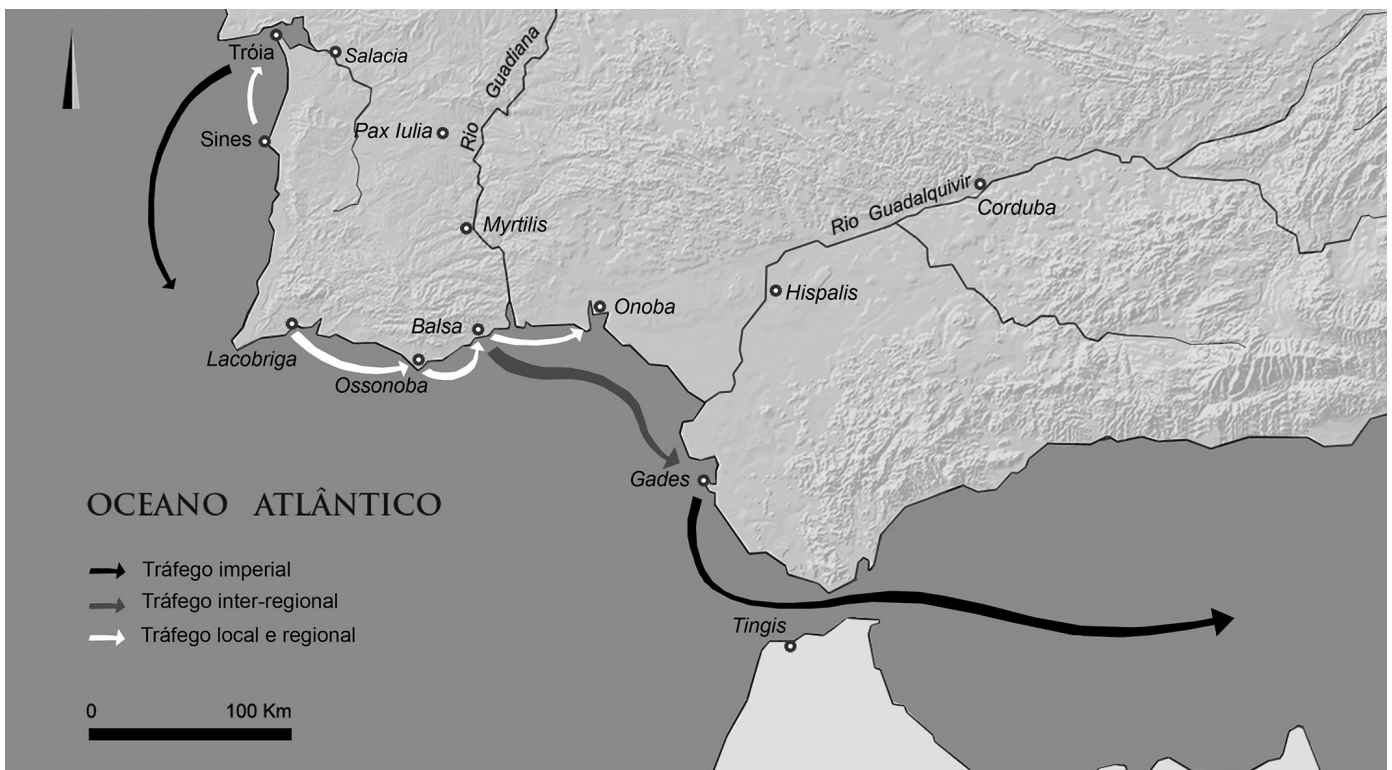 Tróia
Salacia
Rio Guadiana
Pax Iulia
Sines
Myrtilis
Rio Guadalquivir
Corduba
Hispalis
Onoba
Balsa
Lacobriga
Ossonoba
Gades
OCEANO ATLÂNTICO
Tráfego imperial
Tráfego inter-regional
Tráfego local e regional
Tingis
0 100 Km